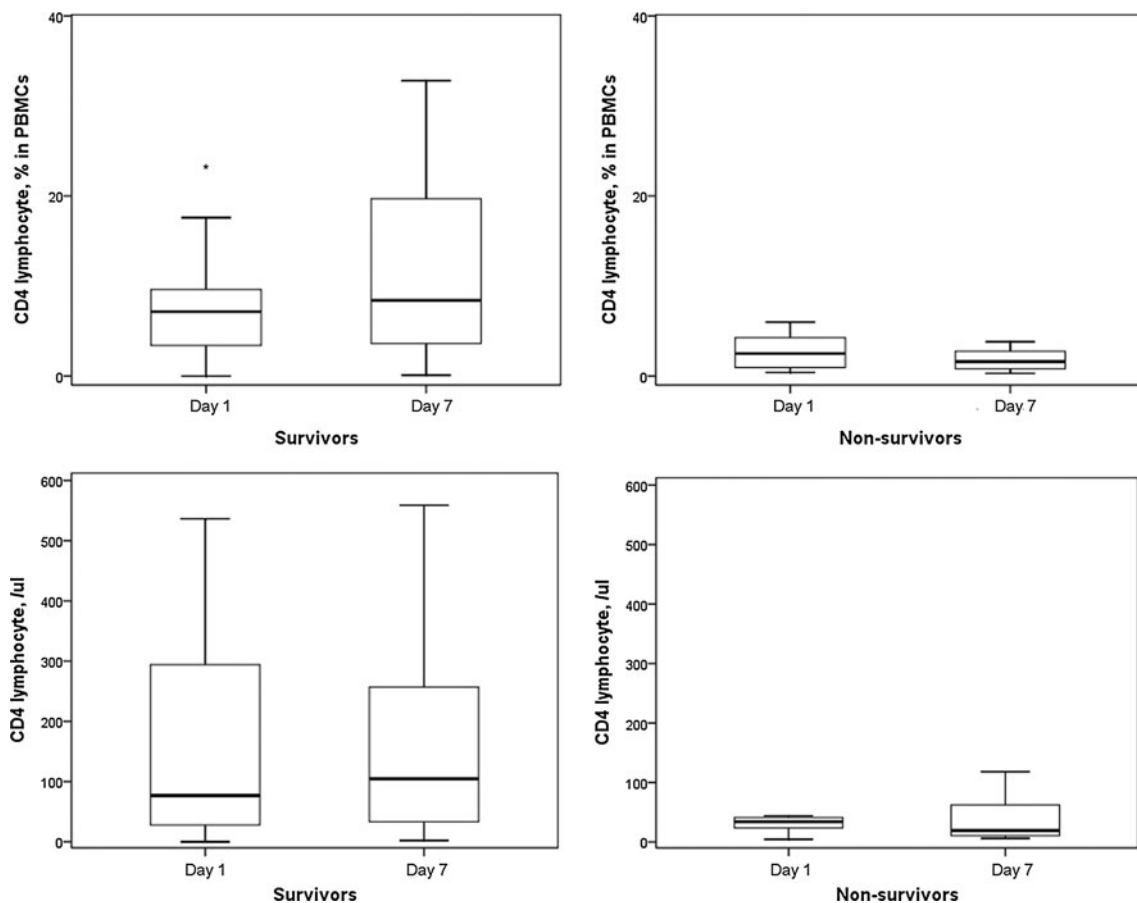 CD4 lymphocyte, % in PBMCs
40
20
0
*
Day 1
Day 7
Survivors
CD4 lymphocyte, % in PBMCs
40
20
0
Day 1
Day 7
Non-survivors
CD4 lymphocyte, /ul
600
500
400
300
200
100
0
Day 1
Day 7
Survivors
CD4 lymphocyte, /ul
600
500
400
300
200
100
0
Day 1
Day 7
Non-survivors